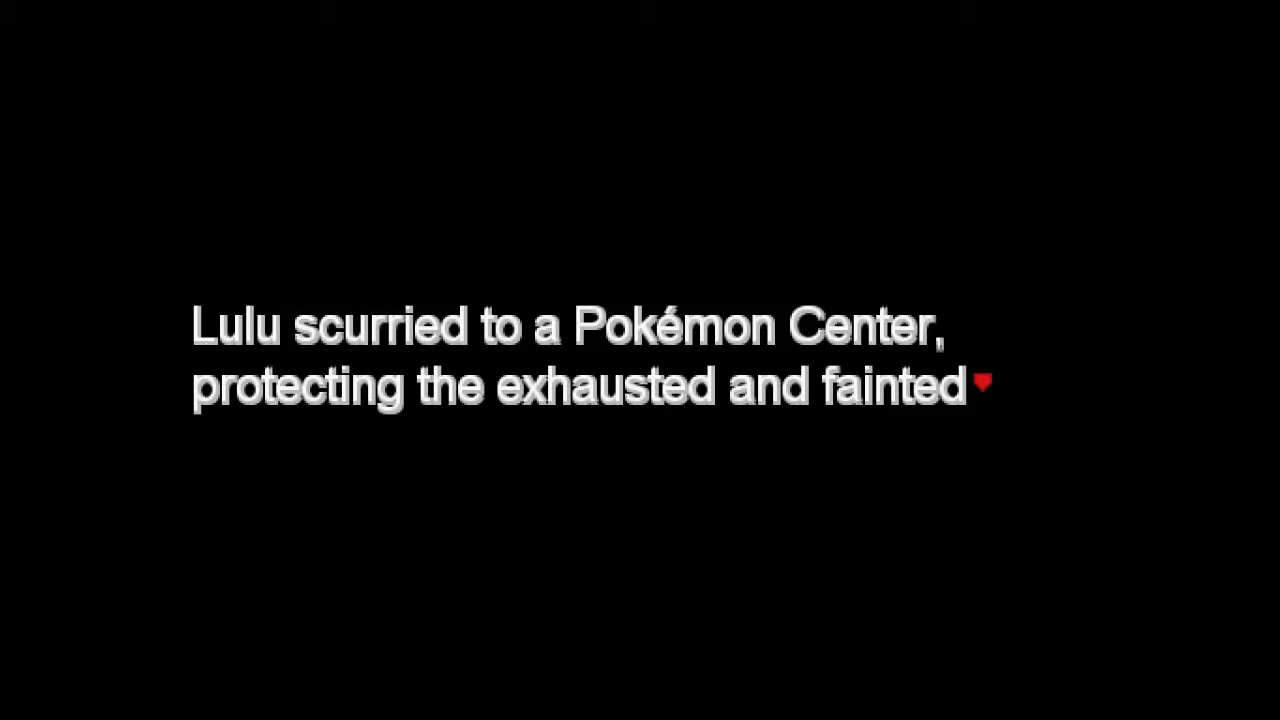 Lulu scurried to a Pokémon Center,
protecting the exhausted and fainted